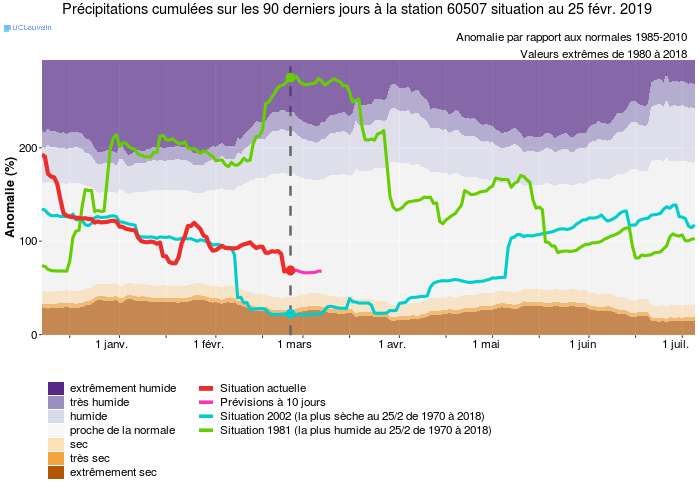 Précipitations cumulées sur les 90 derniers jours à la station 60507 situation au 25 févr. 2019
UCLouvain
Anomalie par rapport aux normales 1985-2010
Valeurs extrêmes de 1980 à 2018
Anomalie (%)
200
100
0
1 janv.
1 févr.
1 mars
1 avr.
1 mai
1 juin
1 juil.
extrêmement humide
très humide
humide
proche de la normale
sec
très sec
extrêmement sec
Situation actuelle
Prévisions à 10 jours
Situation 2002 (la plus sèche au 25/2 de 1970 à 2018)
Situation 1981 (la plus humide au 25/2 de 1970 à 2018)